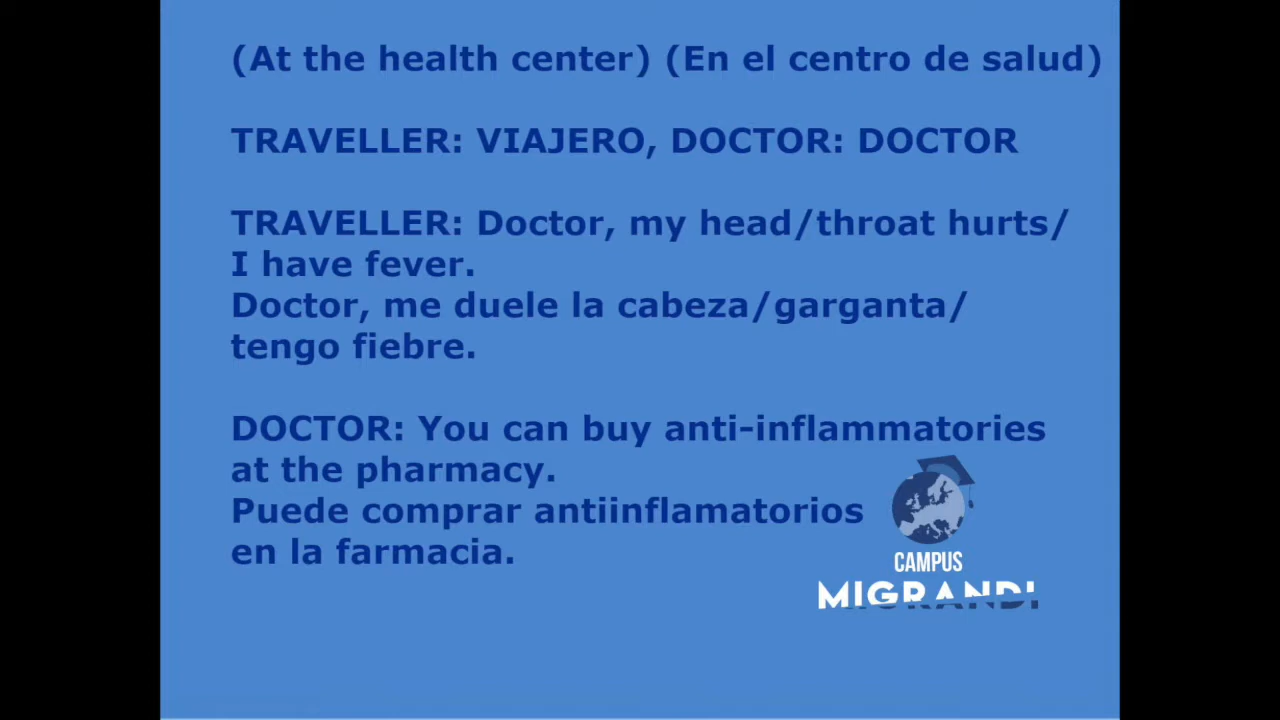 (At the health center) (En el centro de salud)
TRAVELLER: VIAJERO, DOCTOR: DOCTOR
TRAVELLER: Doctor, my head/throat hurts/
I have fever.
Doctor, me duele la cabeza/garganta/
tengo fiebre.
DOCTOR: You can buy anti-inflammatories
at the pharmacy.
Puede comprar antiinflamatorios
en la farmacia.
CAMPUS
MIGRANDI